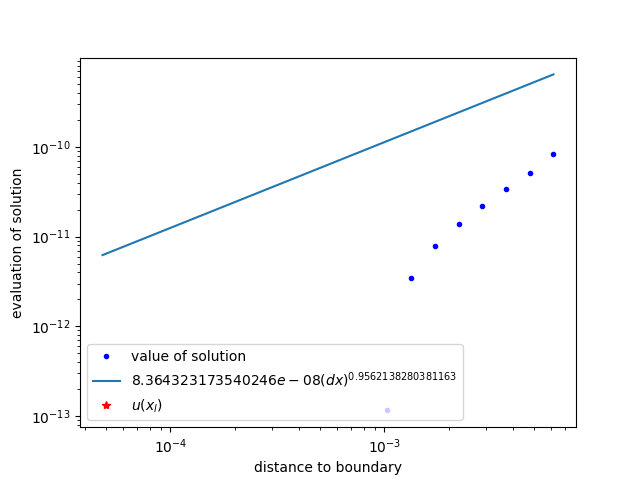 evaluation of solution
10⁻¹⁰
10⁻¹¹
10⁻¹²
10⁻¹³
value of solution
8.364323173540246e − 08(dx)⁰·⁹⁵⁶²¹³⁸²⁸⁰³⁸¹¹⁶³
u(xₗ)
10⁻⁴
10⁻³
distance to boundary